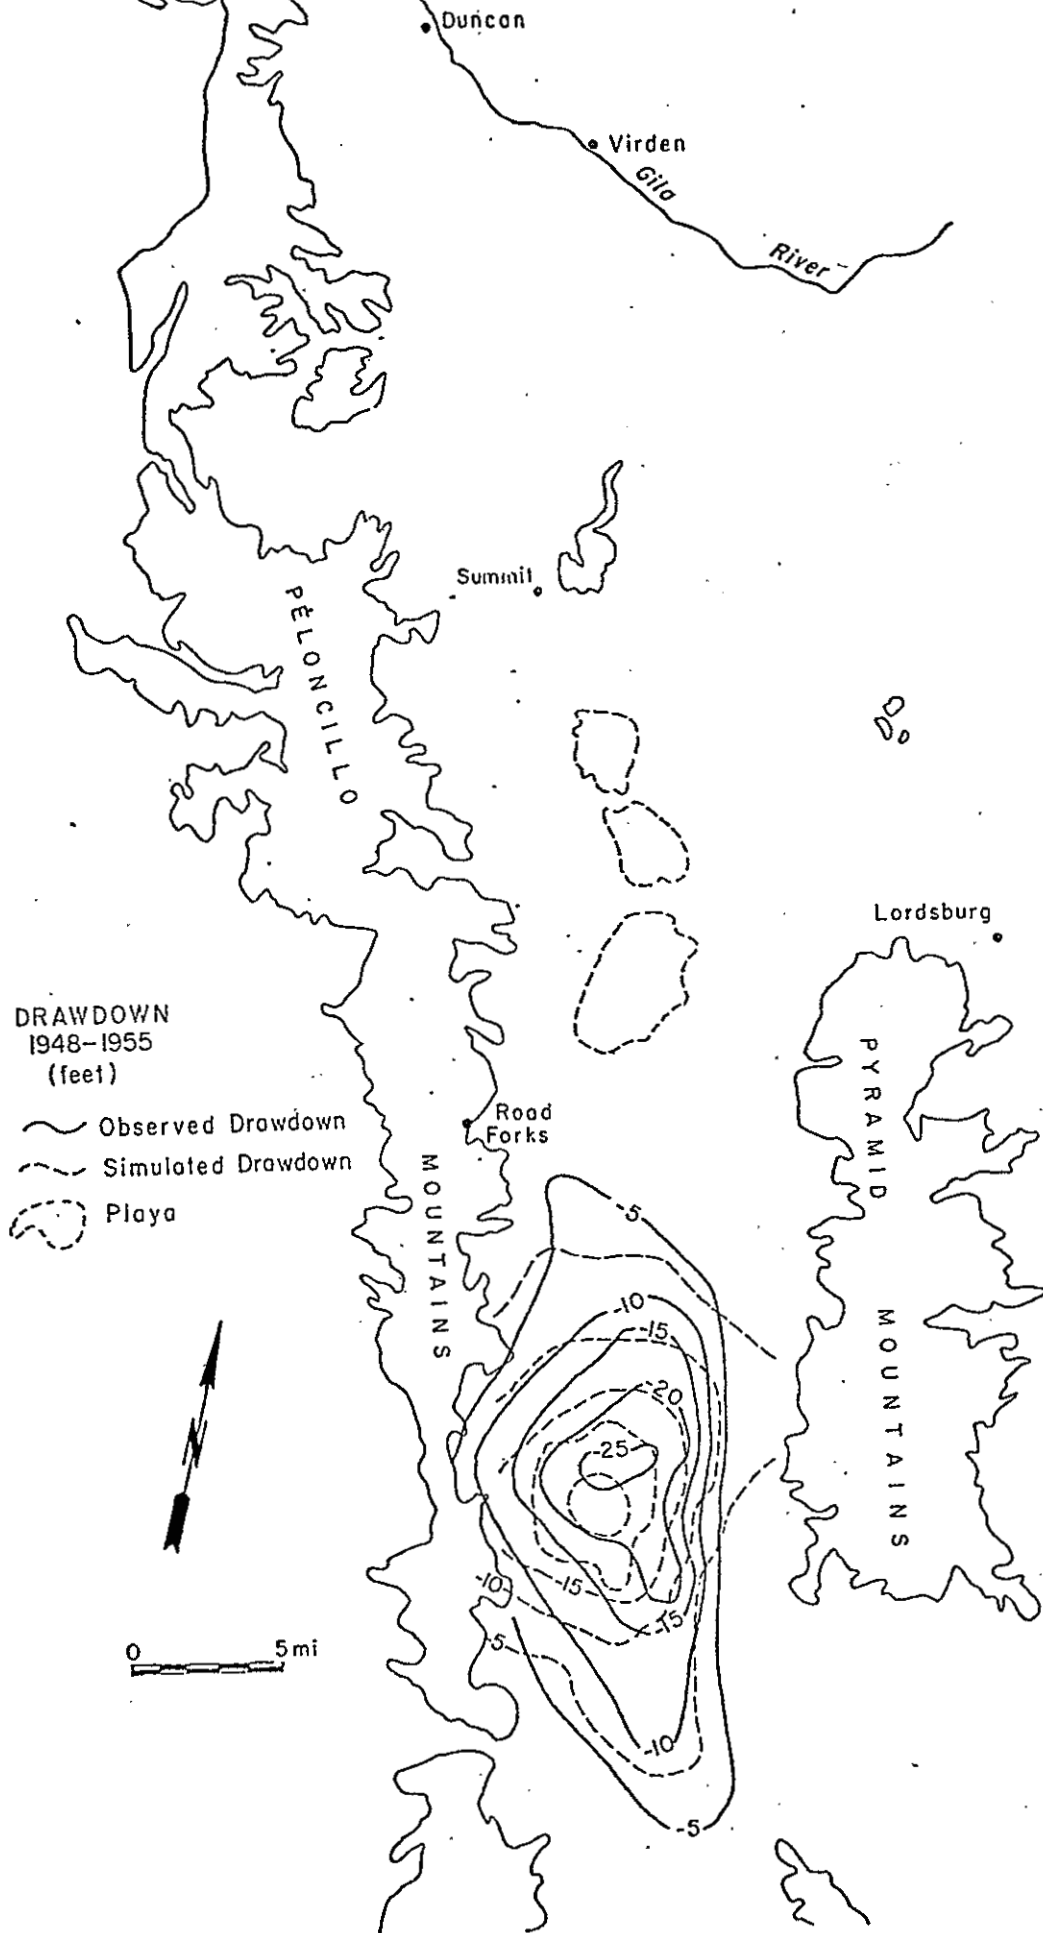 Duncan
Virden
Gila
River
Summit
PELONCILLO
Lordsburg
DRAWDOWN
1948-1955
(feet)
Observed Drawdown
Simulated Drawdown
Playa
Road
Forks
MOUNTAINS
PYRAMID
MOUNTAINS
-5
-10
-15
-20
-25
-10
-15
-15
-5
-10
-5
N
0 5 mi